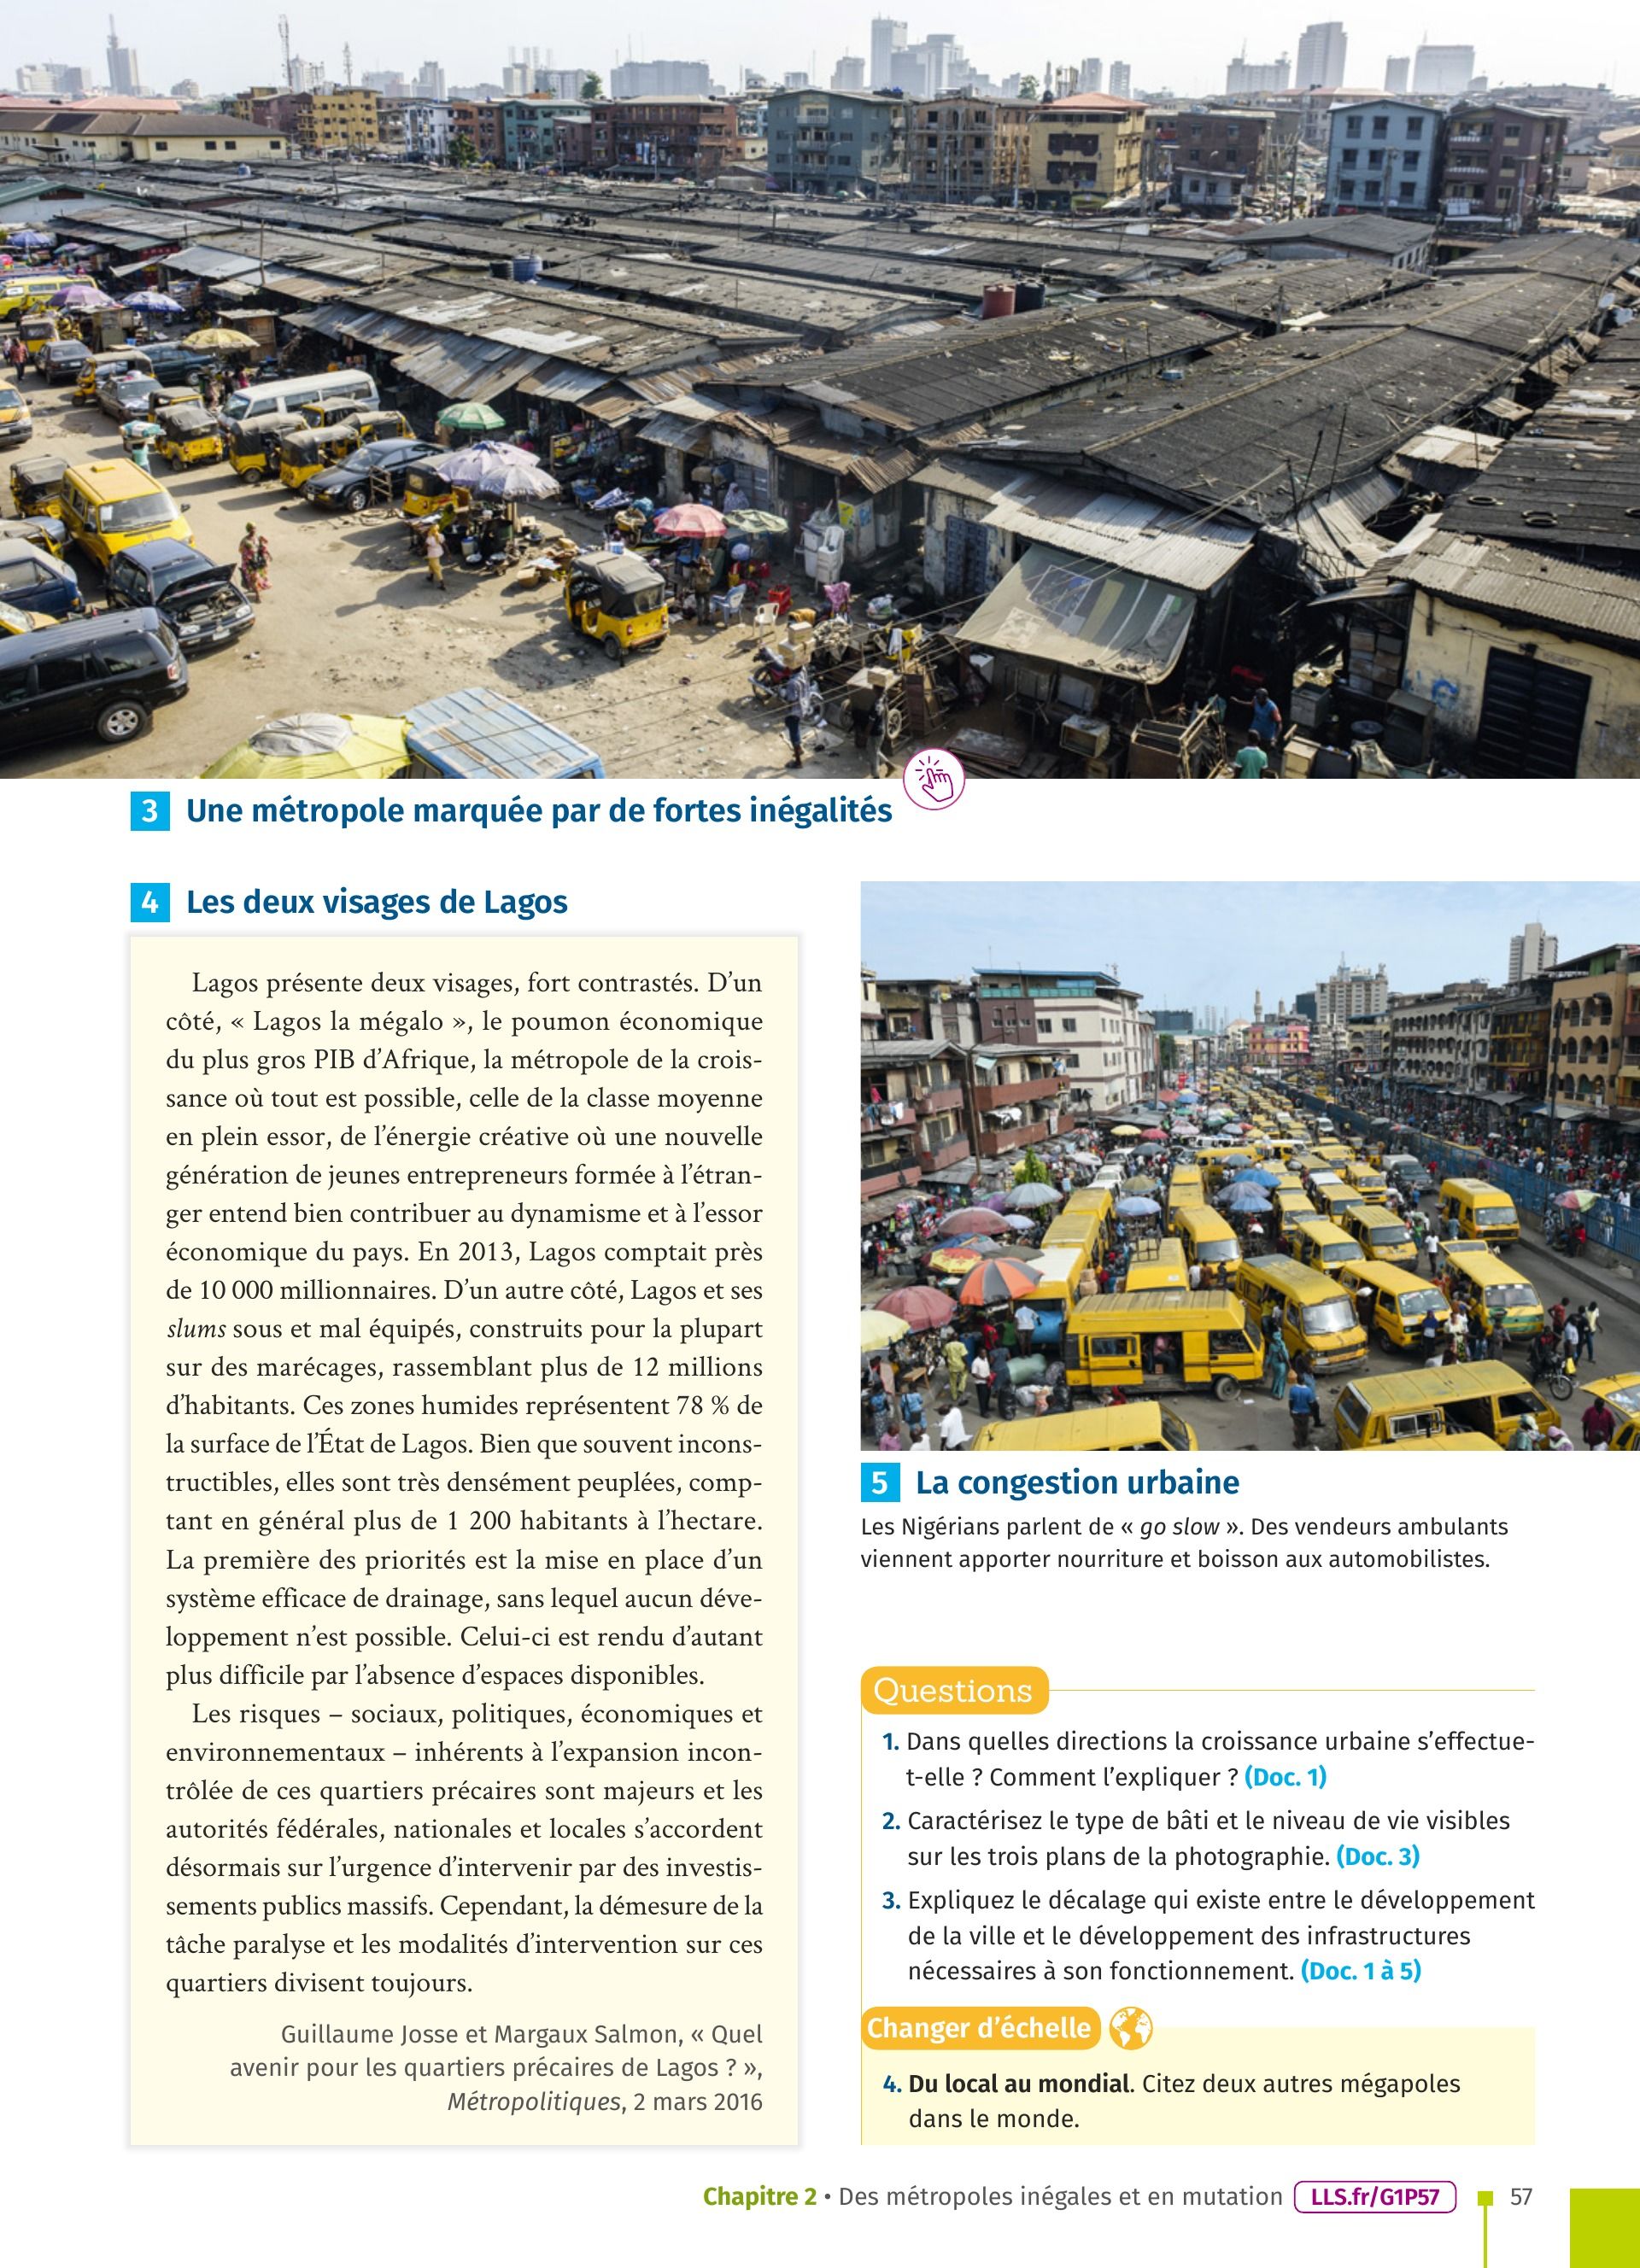 3 Une métropole marquée par de fortes inégalités
4 Les deux visages de Lagos
Lagos présente deux visages, fort contrastés. D'un
côté, « Lagos la mégalo », le poumon économique
du plus gros PIB d'Afrique, la métropole de la crois-
sance où tout est possible, celle de la classe moyenne
en plein essor, de l'énergie créative où une nouvelle
génération de jeunes entrepreneurs formée à l'étran-
ger entend bien contribuer au dynamisme et à l'essor
économique du pays. En 2013, Lagos comptait près
de 10 000 millionnaires. D'un autre côté, Lagos et ses
slums sous et mal équipés, construits pour la plupart
sur des marécages, rassemblant plus de 12 millions
d'habitants. Ces zones humides représentent 78 % de
la surface de l'État de Lagos. Bien que souvent incons-
tructibles, elles sont très densément peuplées, comp-
tant en général plus de 1 200 habitants à l'hectare.
La première des priorités est la mise en place d'un
système efficace de drainage, sans lequel aucun déve-
loppement n'est possible. Celui-ci est rendu d'autant
plus difficile par l'absence d'espaces disponibles.
Les risques – sociaux, politiques, économiques et
environnementaux – inhérents à l'expansion incon-
trôlée de ces quartiers précaires sont majeurs et les
autorités fédérales, nationales et locales s'accordent
désormais sur l'urgence d'intervenir par des investis-
sements publics massifs. Cependant, la démesure de la
tâche paralyse et les modalités d'intervention sur ces
quartiers divisent toujours.
Guillaume Josse et Margaux Salmon, « Quel
avenir pour les quartiers précaires de Lagos ? »,
Métropolitiques, 2 mars 2016
5 La congestion urbaine
Les Nigérians parlent de « go slow ». Des vendeurs ambulants
viennent apporter nourriture et boisson aux automobilistes.
Questions
1. Dans quelles directions la croissance urbaine s'effectue-
t-elle ? Comment l'expliquer ? (Doc. 1)
2. Caractérisez le type de bâti et le niveau de vie visibles
sur les trois plans de la photographie. (Doc. 3)
3. Expliquez le décalage qui existe entre le développement
de la ville et le développement des infrastructures
nécessaires à son fonctionnement. (Doc. 1 à 5)
Changer d'échelle
4. Du local au mondial. Citez deux autres mégapoles
dans le monde.
Chapitre 2 • Des métropoles inégales et en mutation LLS.fr/G1P57 57